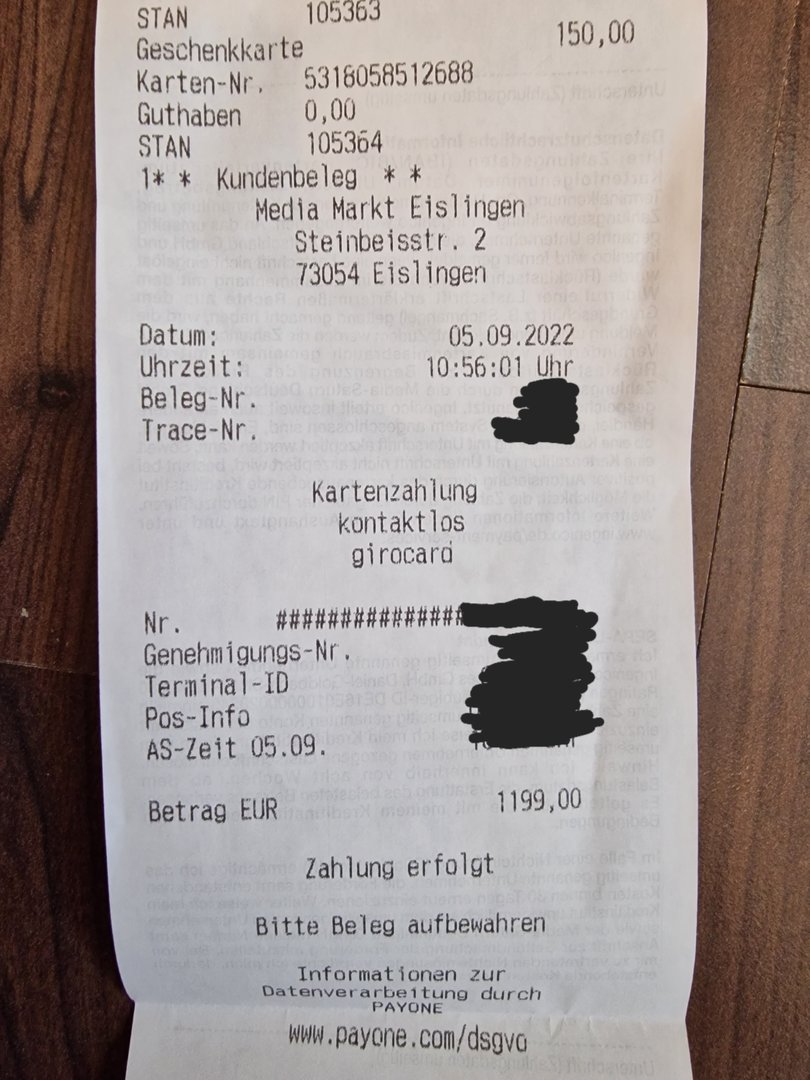 STAN 105363
Geschenkkarte 150,00
Karten-Nr. 5318058512688
Guthaben 0,00
STAN 105364
1* * Kundenbeleg * *
Media Markt Eislingen
Steinbeisstr. 2
73054 Eislingen
Datum: 05.09.2022
Uhrzeit: 10:56:01 Uhr
Beleg-Nr.
Trace-Nr.
Kartenzahlung
kontaktlos
girocard
Nr. ###############
Genehmigungs-Nr.
Terminal-ID
Pos-Info
AS-Zeit 05.09.
Betrag EUR 1199,00
Zahlung erfolgt
Bitte Beleg aufbewahren
Informationen zur
Datenverarbeitung durch
PAYONE
www.payone.com/dsgvo